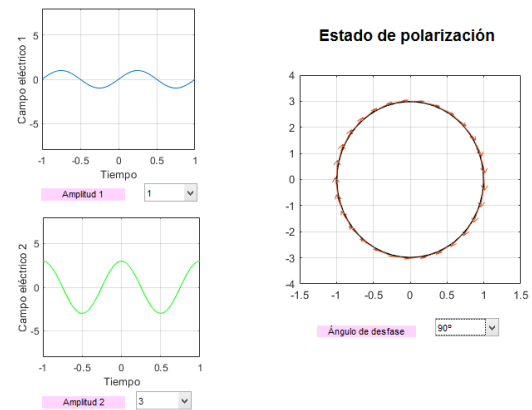 Campo eléctrico 1
5
0
-5
-1 -0.5 0 0.5 1
Tiempo
Amplitud 1 1
Campo eléctrico 2
5
0
-5
-1 -0.5 0 0.5 1
Tiempo
Amplitud 2 3
Estado de polarización
4
3
2
1
0
-1
-2
-3
-4
-1.5 -1 -0.5 0 0.5 1 1.5
Ángulo de desfase 90º